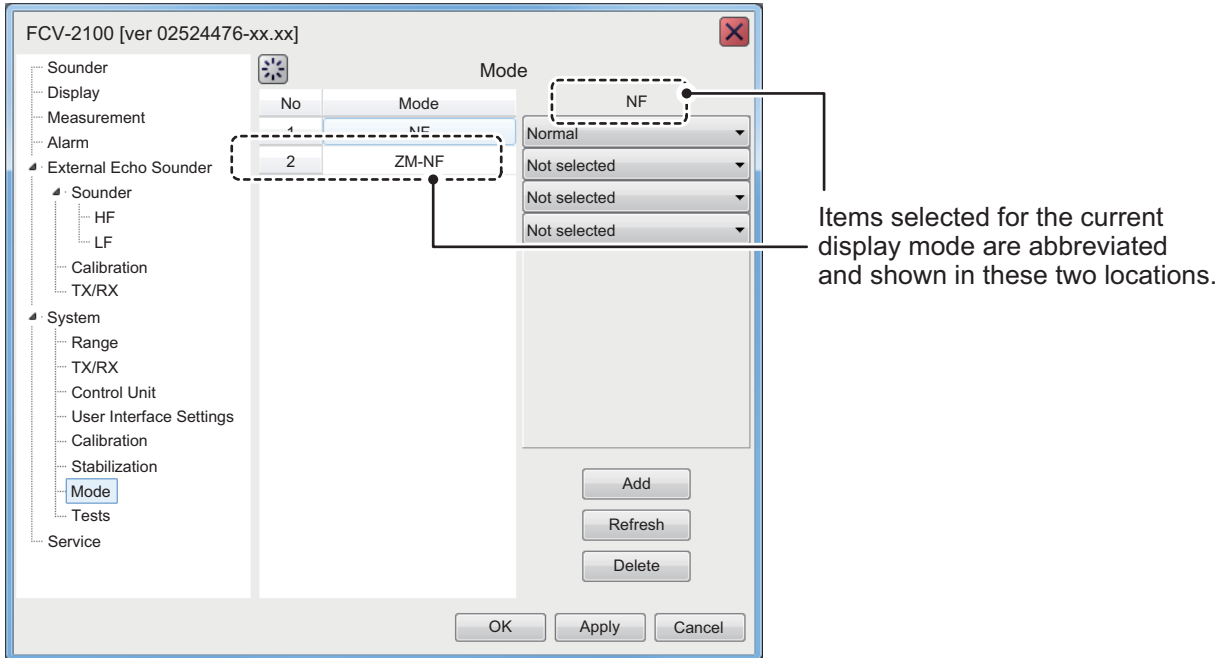 FCV-2100 [ver 02524476-xx.xx]
Sounder
Display
Measurement
Alarm
External Echo Sounder
Sounder
HF
LF
Calibration
TX/RX
System
Range
TX/RX
Control Unit
User Interface Settings
Calibration
Stabilization
Mode
Tests
Service
Mode
No Mode NF
1 NF Normal
2 ZM-NF Not selected
Not selected
Not selected
Add
Refresh
Delete
OK Apply Cancel
Items selected for the current
display mode are abbreviated
and shown in these two locations.